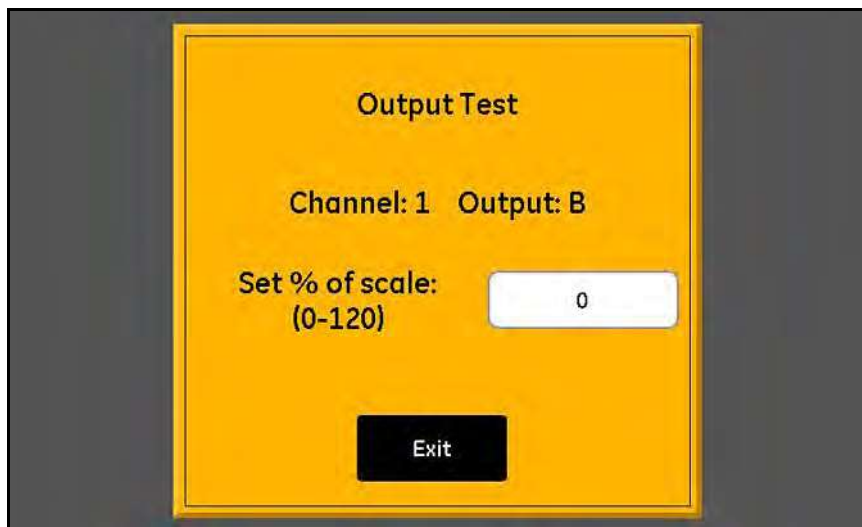 Output Test
Channel: 1 Output: B
Set % of scale:
(0-120)
0
Exit